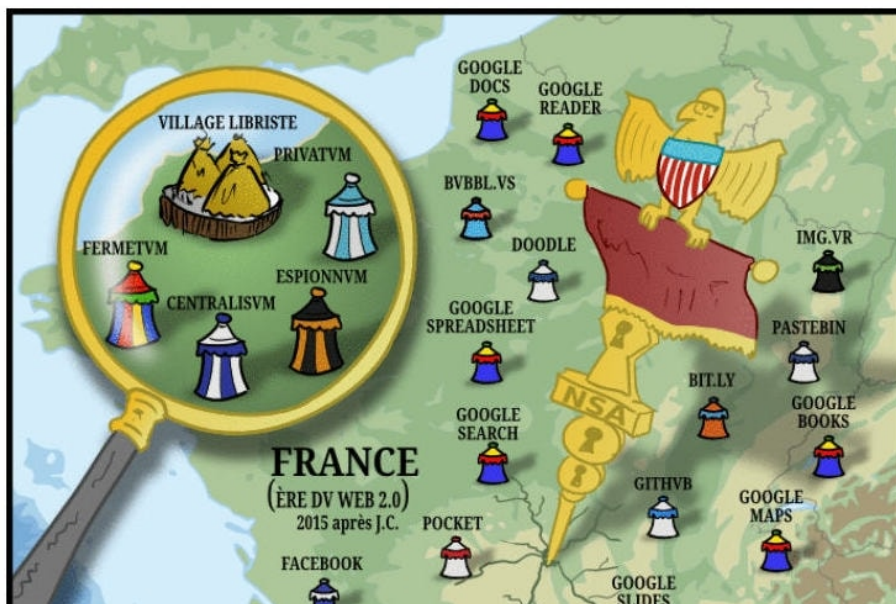 GOOGLE
DOCS
GOOGLE
READER
VILLAGE LIBRISTE
PRIVATVM
BVBBL.VS
DOODLE
IMG.VR
FERMETVM
ESPIONNVM
CENTRALISVM
GOOGLE
SPREADSHEET
PASTEBIN
BIT.LY
NSA
GOOGLE
BOOKS
GOOGLE
SEARCH
FRANCE
(ÈRE DV WEB 2.0)
2015 après J.C.
GITHVB
GOOGLE
MAPS
POCKET
FACEBOOK
GOOGLE
SLIDES